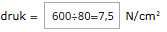 druk = 600÷80=7,5 N/cm²